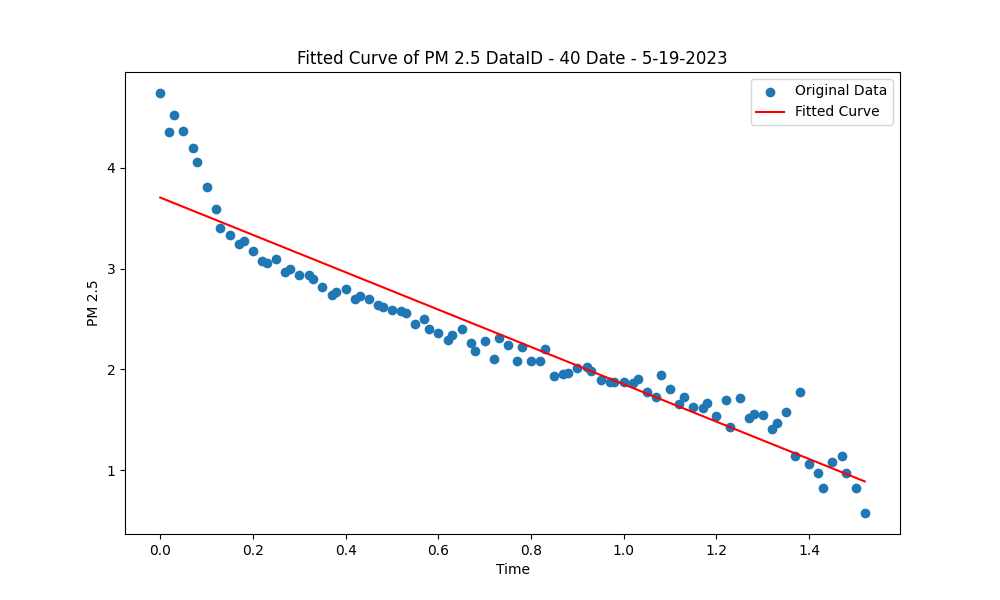 Fitted Curve of PM 2.5 DataID - 40 Date - 5-19-2023
Original Data
Fitted Curve
4
3
2
1
PM 2.5
0.0 0.2 0.4 0.6 0.8 1.0 1.2 1.4
Time